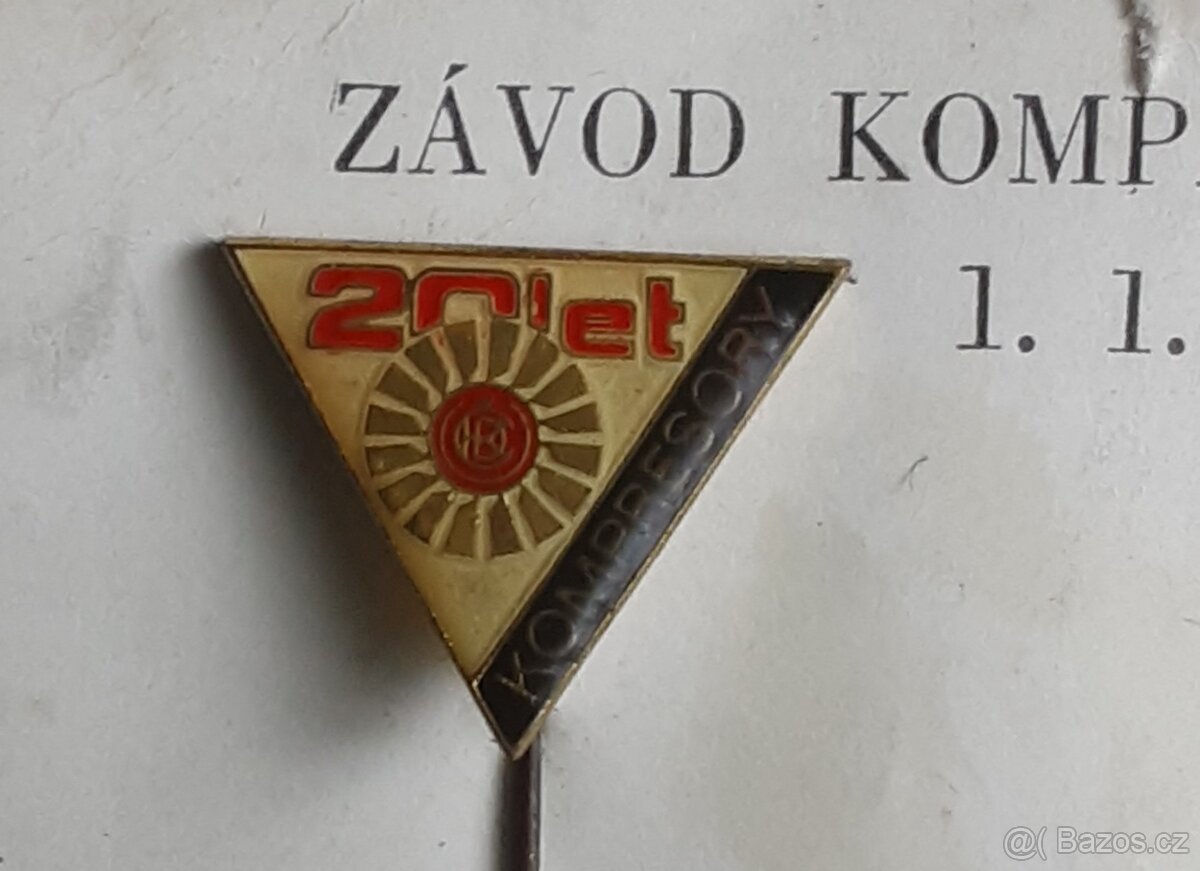 ZÁVOD KOMP
1. 1.
20 let
KOMPRESORY
@( Bazos.cz